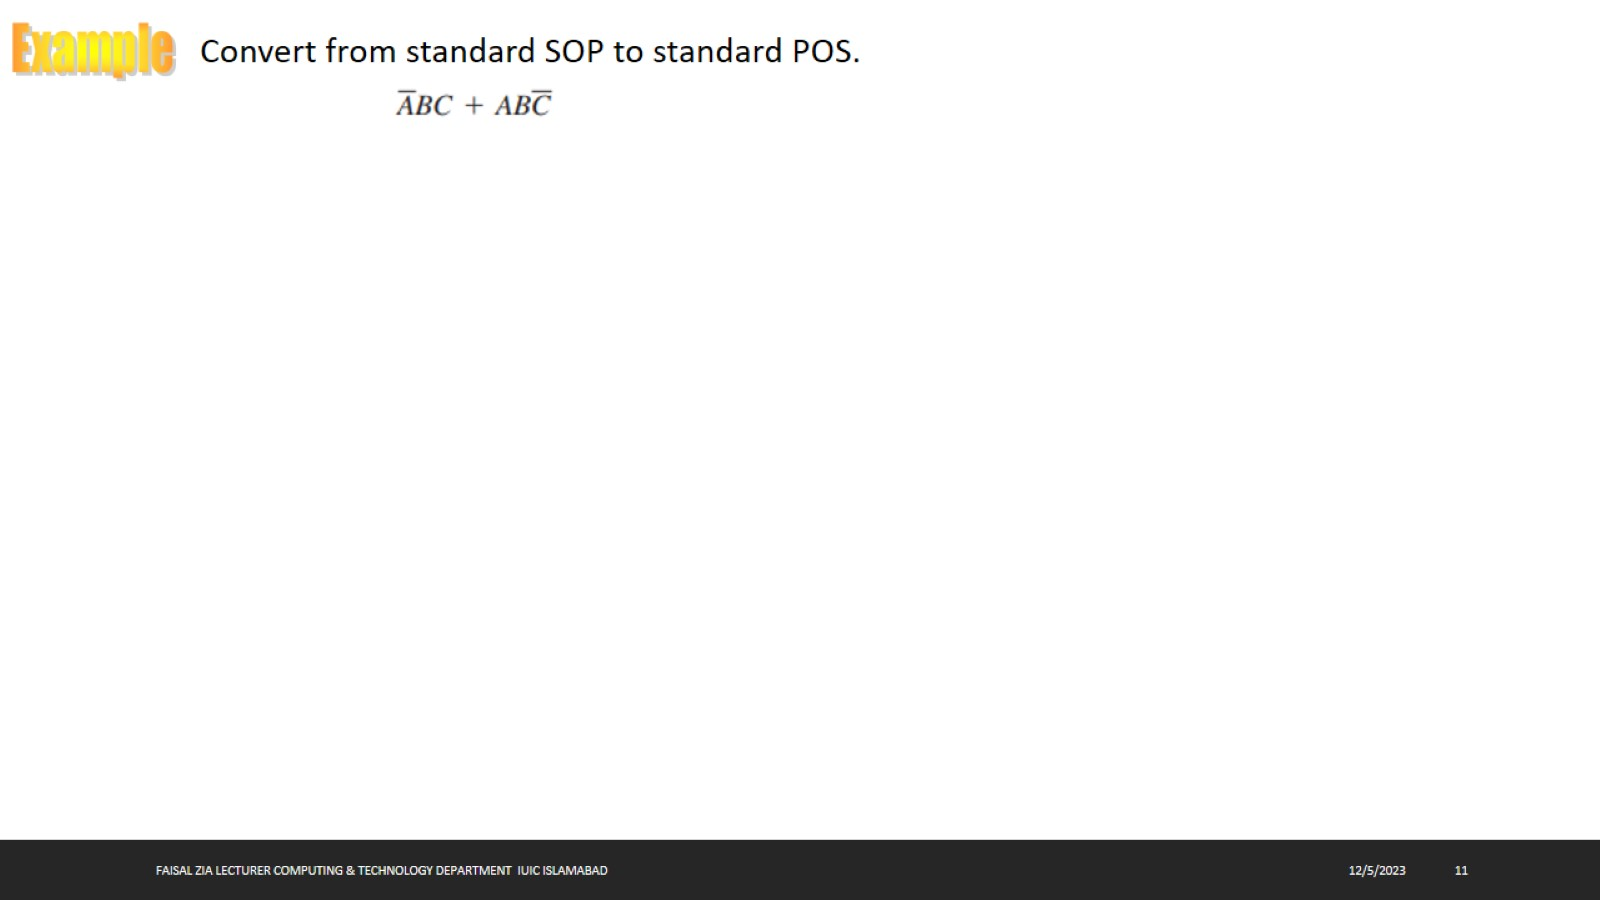 Example Convert from standard SOP to standard POS.
A̅BC + ABC̅
FAISAL ZIA LECTURER COMPUTING & TECHNOLOGY DEPARTMENT IUIC ISLAMABAD 12/5/2023 11